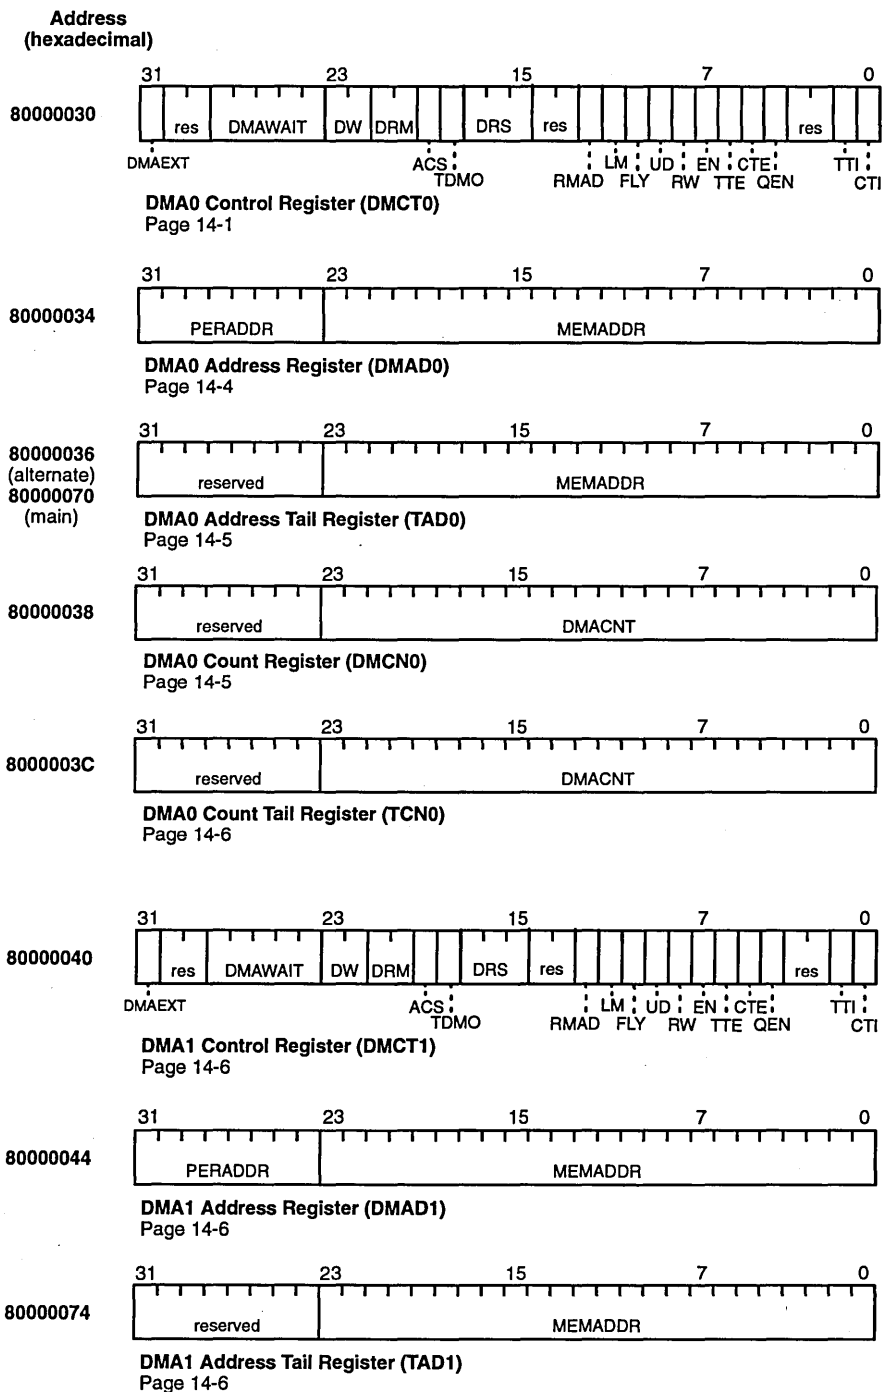 Address
(hexadecimal)
31 23 15 7 0
80000030
res DMAWAIT DW DRM DRS res res
DMAEXT ACS TDMO RMAD LM FLY UD RW EN TTE CTE QEN TTI CTI
DMA0 Control Register (DMCT0)
Page 14-1
31 23 15 7 0
80000034
PERADDR MEMADDR
DMA0 Address Register (DMAD0)
Page 14-4
31 23 15 7 0
80000036
(alternate)
80000070
(main)
reserved MEMADDR
DMA0 Address Tail Register (TAD0)
Page 14-5
31 23 15 7 0
80000038
reserved DMACNT
DMA0 Count Register (DMCN0)
Page 14-5
31 23 15 7 0
8000003C
reserved DMACNT
DMA0 Count Tail Register (TCN0)
Page 14-6
31 23 15 7 0
80000040
res DMAWAIT DW DRM DRS res res
DMAEXT ACS TDMO RMAD LM FLY UD RW EN TTE CTE QEN TTI CTI
DMA1 Control Register (DMCT1)
Page 14-6
31 23 15 7 0
80000044
PERADDR MEMADDR
DMA1 Address Register (DMAD1)
Page 14-6
31 23 15 7 0
80000074
reserved MEMADDR
DMA1 Address Tail Register (TAD1)
Page 14-6